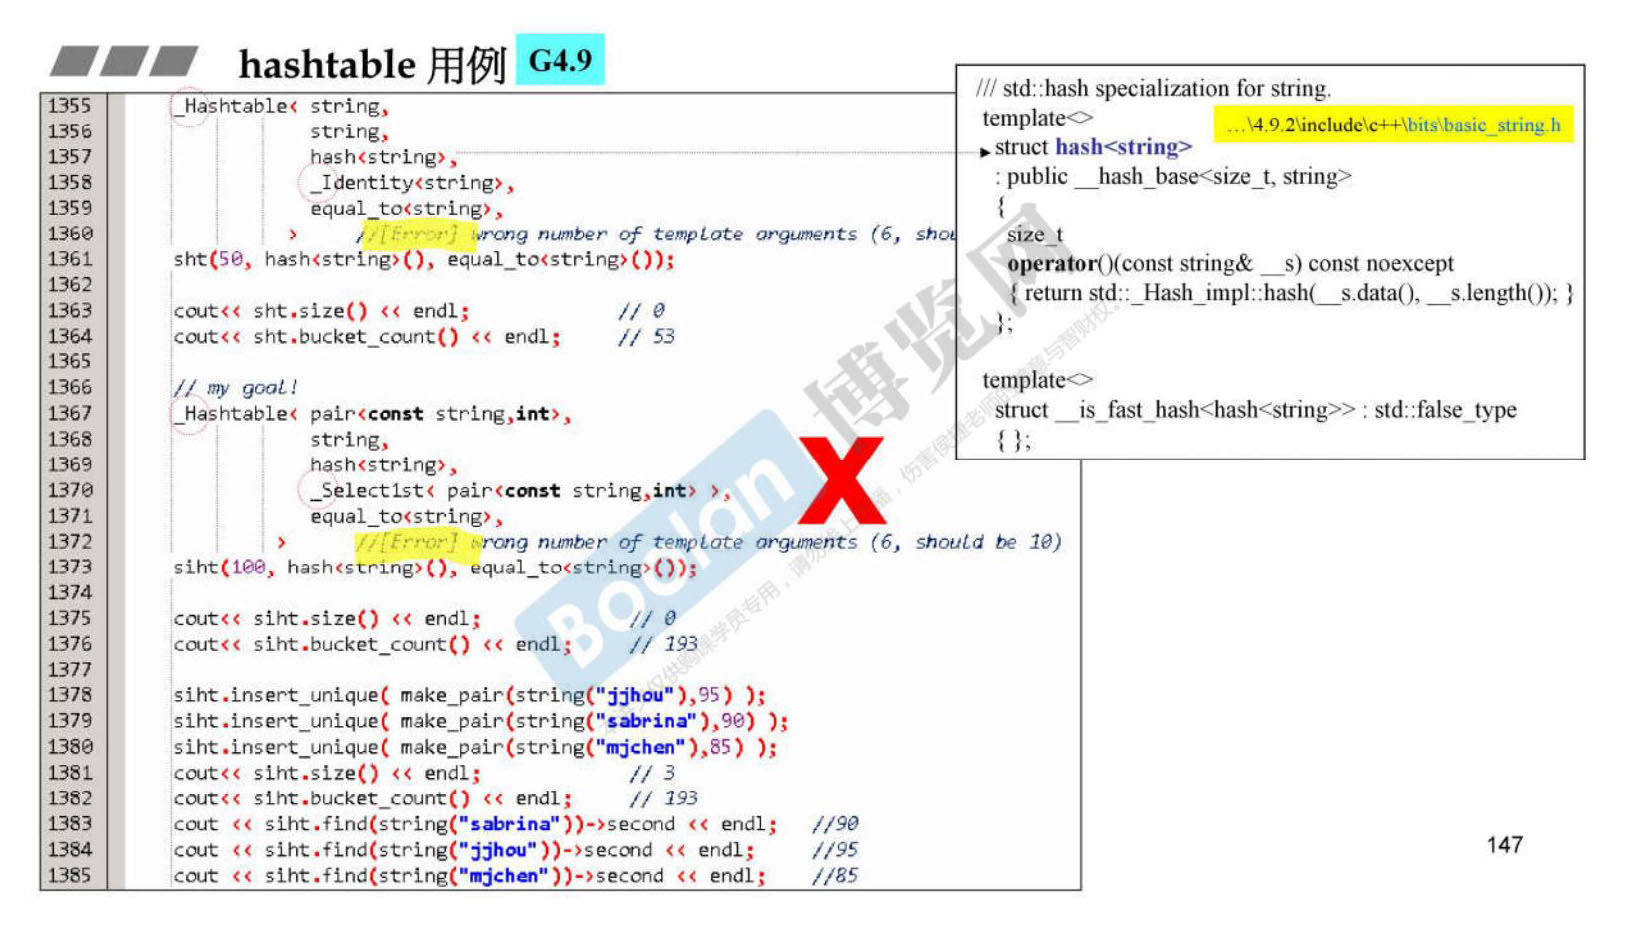 hashtable 用例 G4.9
1355 _Hashtable< string,
1356 string,
1357 hash<string>,
1358 _Identity<string>,
1359 equal_to<string>,
1360 > //[Error] wrong number of template arguments (6, shou
1361 sht(50, hash<string>(), equal_to<string>());
1362
1363 cout<< sht.size() << endl; // 0
1364 cout<< sht.bucket_count() << endl; // 53
1365
1366 // my goal!
1367 _Hashtable< pair<const string,int>,
1368 string,
1369 hash<string>,
1370 _Select1st< pair<const string,int> >,
1371 equal_to<string>,
1372 > //[Error] wrong number of template arguments (6, should be 10)
1373 siht(100, hash<string>(), equal_to<string>());
1374
1375 cout<< siht.size() << endl; // 0
1376 cout<< siht.bucket_count() << endl; // 193
1377
1378 siht.insert_unique( make_pair(string("jjhou"),95) );
1379 siht.insert_unique( make_pair(string("sabrina"),90) );
1380 siht.insert_unique( make_pair(string("mjchen"),85) );
1381 cout<< siht.size() << endl; // 3
1382 cout<< siht.bucket_count() << endl; // 193
1383 cout << siht.find(string("sabrina"))->second << endl; //90
1384 cout << siht.find(string("jjhou"))->second << endl; //95
1385 cout << siht.find(string("mjchen"))->second << endl; //85
/// std::hash specialization for string.
template<>
…\4.9.2\include\c++\bits\basic_string.h
struct hash<string>
: public __hash_base<size_t, string>
{
size_t
operator()(const string& __s) const noexcept
{ return std::_Hash_impl::hash(__s.data(), __s.length()); }
};
template<>
struct __is_fast_hash<hash<string>> : std::false_type
{ };
X
Boolan 博览网
147